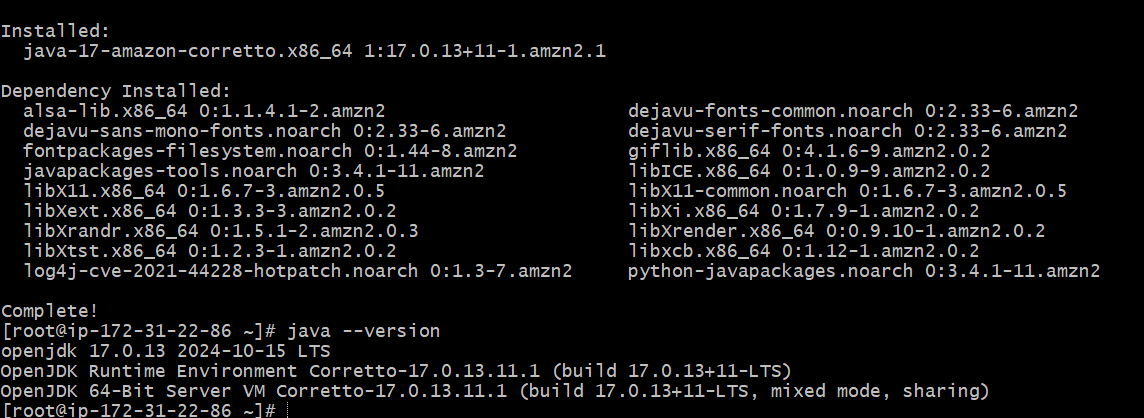 Installed:
  java-17-amazon-corretto.x86_64 1:17.0.13+11-1.amzn2.1

Dependency Installed:
  alsa-lib.x86_64 0:1.1.4.1-2.amzn2                                dejavu-fonts-common.noarch 0:2.33-6.amzn2
  dejavu-sans-mono-fonts.noarch 0:2.33-6.amzn2                     dejavu-serif-fonts.noarch 0:2.33-6.amzn2
  fontpackages-filesystem.noarch 0:1.44-8.amzn2                    giflib.x86_64 0:4.1.6-9.amzn2.0.2
  javapackages-tools.noarch 0:3.4.1-11.amzn2                       libICE.x86_64 0:1.0.9-9.amzn2.0.2
  libX11.x86_64 0:1.6.7-3.amzn2.0.5                                libX11-common.noarch 0:1.6.7-3.amzn2.0.5
  libXext.x86_64 0:1.3.3-3.amzn2.0.2                               libXi.x86_64 0:1.7.9-1.amzn2.0.2
  libXrandr.x86_64 0:1.5.1-2.amzn2.0.3                             libXrender.x86_64 0:0.9.10-1.amzn2.0.2
  libXtst.x86_64 0:1.2.3-1.amzn2.0.2                               libxcb.x86_64 0:1.12-1.amzn2.0.2
  log4j-cve-2021-44228-hotpatch.noarch 0:1.3-7.amzn2               python-javapackages.noarch 0:3.4.1-11.amzn2

Complete!
[root@ip-172-31-22-86 ~]# java --version
openjdk 17.0.13 2024-10-15 LTS
OpenJDK Runtime Environment Corretto-17.0.13.11.1 (build 17.0.13+11-LTS)
OpenJDK 64-Bit Server VM Corretto-17.0.13.11.1 (build 17.0.13+11-LTS, mixed mode, sharing)
[root@ip-172-31-22-86 ~]#